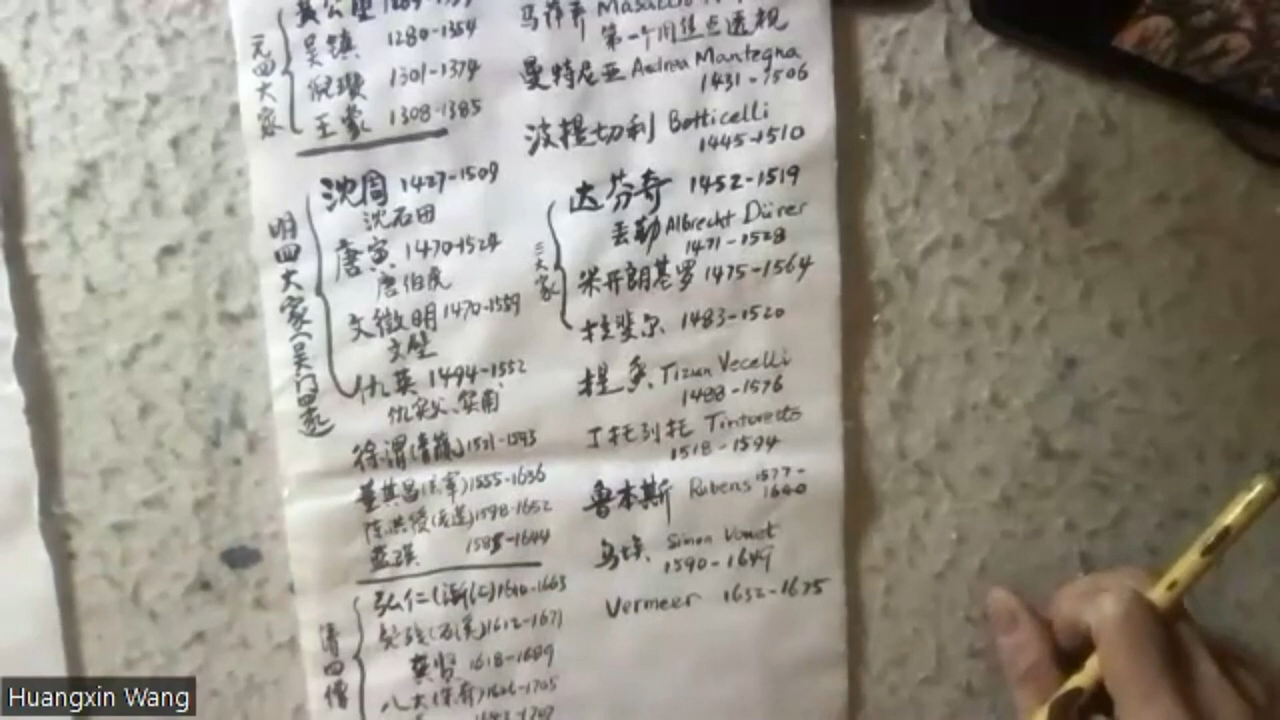 元四大家
黄公望
吴镇 1280-1354
倪瓒 1301-1374
王蒙 1308-1385
明四大家(吴门四家)
沈周 1427-1509
沈石田
唐寅 1470-1524
唐伯虎
文徵明 1470-1559
文壁
仇英 1494-1552
仇实父、实甫
徐渭(青藤)1521-1593
董其昌(玄宰)1555-1636
陈洪绶(老莲)1598-1652
蓝瑛 1585-1644
清四僧
弘仁(渐江)1610-1663
髡残(石溪)1612-1671
龚贤 1618-1689
八大(朱耷)1626-1705
马萨乔 Masaccio
第一个用焦点透视
曼特尼亚 Andrea Mantegna
1431-1506
波提切利 Botticelli
1445-1510
三大家
达芬奇 1452-1519
丢勒 Albrecht Dürer
1471-1528
米开朗基罗 1475-1564
拉斐尔 1483-1520
提香 Tizian Vecelli
1488-1576
丁托列托 Tintoretto
1518-1594
鲁本斯 Rubens 1577-
1640
乌埃 Simon Vouet
1590-1649
Vermeer 1632-1675
Huangxin Wang